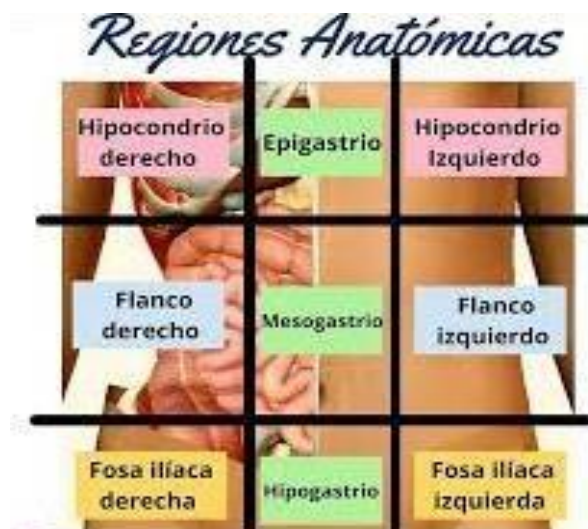 Regiones Anatómicas
Hipocondrio
derecho
Epigastrio
Hipocondrio
Izquierdo
Flanco
derecho
Mesogastrio
Flanco
izquierdo
Fosa ilíaca
derecha
Hipogastrio
Fosa ilíaca
izquierda